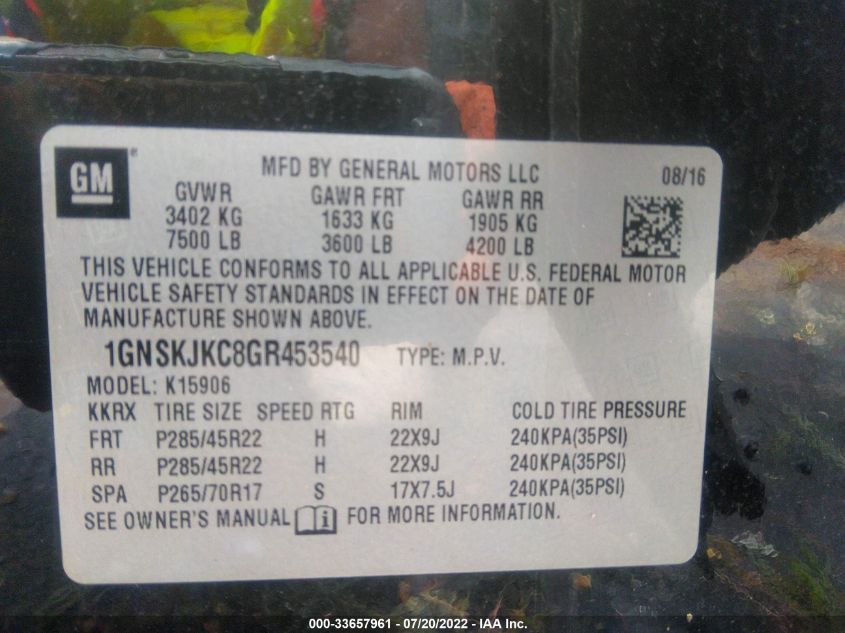 GM ® MFD BY GENERAL MOTORS LLC 08/16
GVWR GAWR FRT GAWR RR
3402 KG 1633 KG 1905 KG
7500 LB 3600 LB 4200 LB
THIS VEHICLE CONFORMS TO ALL APPLICABLE U.S. FEDERAL MOTOR
VEHICLE SAFETY STANDARDS IN EFFECT ON THE DATE OF
MANUFACTURE SHOWN ABOVE.
1GNSKJKC8GR453540 TYPE: M.P.V.
MODEL: K15906
KKRX TIRE SIZE SPEED RTG RIM COLD TIRE PRESSURE
FRT P285/45R22 H 22X9J 240KPA(35PSI)
RR P285/45R22 H 22X9J 240KPA(35PSI)
SPA P265/70R17 S 17X7.5J 240KPA(35PSI)
SEE OWNER'S MANUAL i FOR MORE INFORMATION.
000-33657961 - 07/20/2022 - IAA Inc.